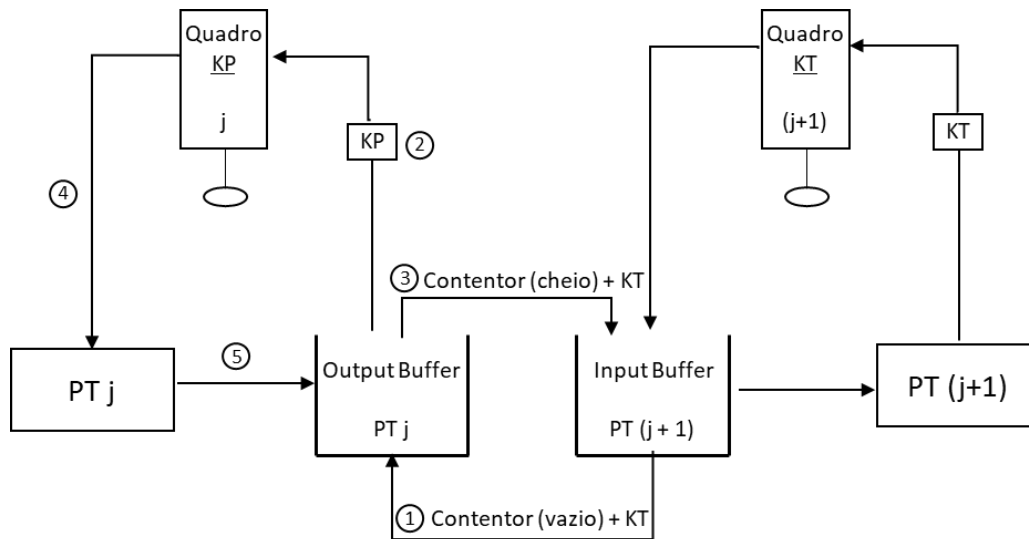 Quadro
KP
j
KP
②
④
Quadro
KT
(j+1)
KT
③ Contentor (cheio) + KT
PT j
⑤
Output Buffer
PT j
Input Buffer
PT (j + 1)
PT (j+1)
① Contentor (vazio) + KT